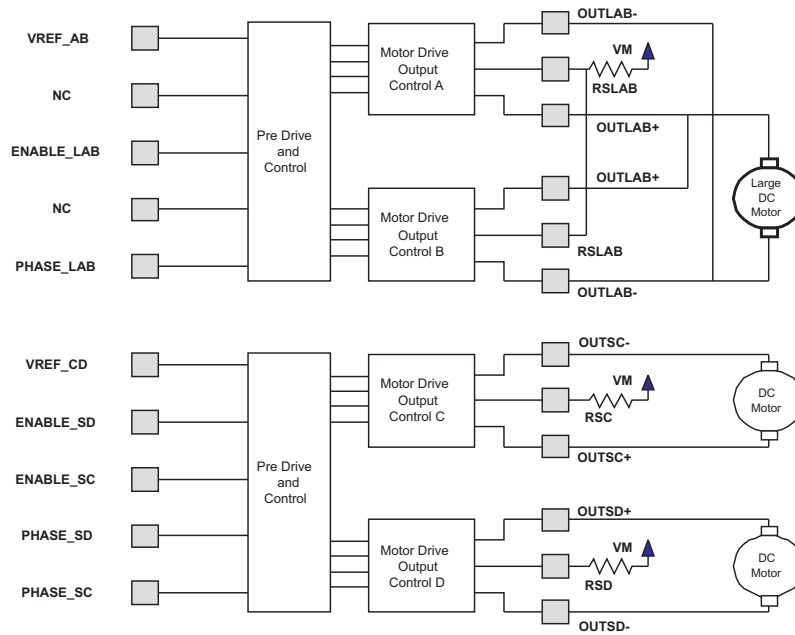 OUTLAB-
VREF_AB
VM
Motor Drive
Output
Control A
RSLAB
NC
OUTLAB+
Pre Drive
and
Control
ENABLE_LAB
OUTLAB+
Large
DC
Motor
NC
Motor Drive
Output
Control B
RSLAB
PHASE_LAB
OUTLAB-
VREF_CD
OUTSC-
VM
Motor Drive
Output
Control C
RSC
DC
Motor
ENABLE_SD
OUTSC+
Pre Drive
and
Control
ENABLE_SC
OUTSD+
PHASE_SD
VM
Motor Drive
Output
Control D
RSD
DC
Motor
PHASE_SC
OUTSD-